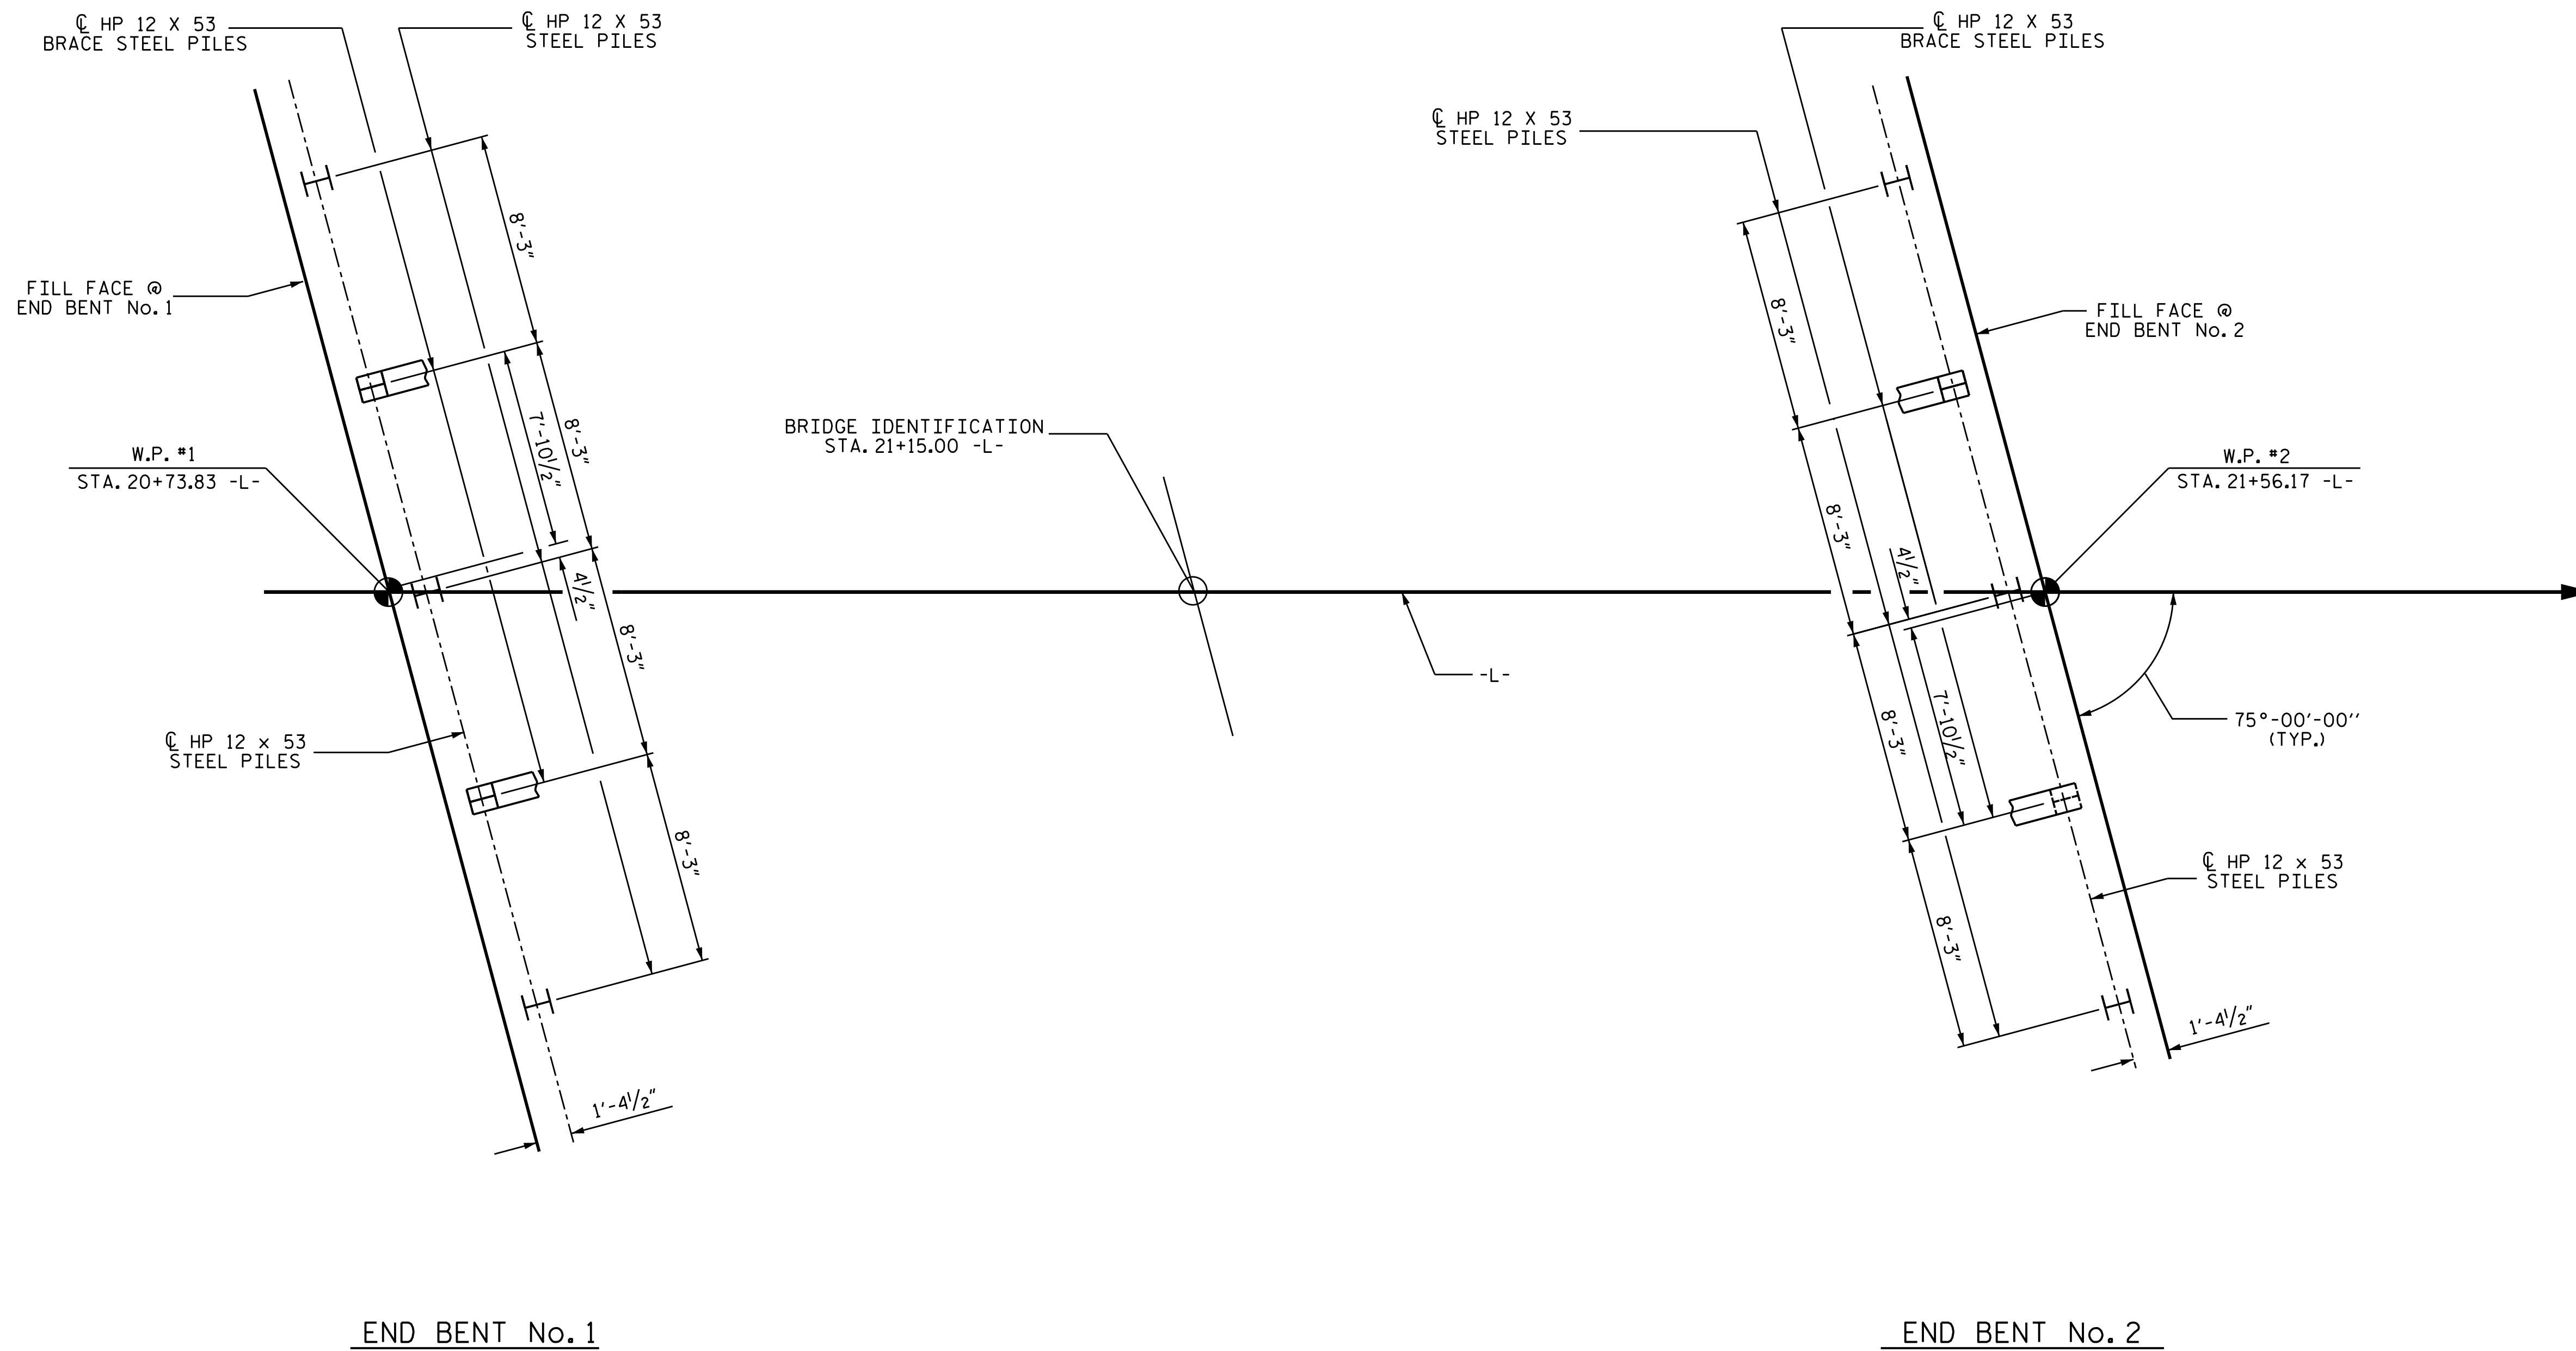 ℄ HP 12 X 53
BRACE STEEL PILES
℄ HP 12 X 53
STEEL PILES
℄ HP 12 X 53
BRACE STEEL PILES
℄ HP 12 X 53
STEEL PILES
8'-3"
FILL FACE @
END BENT No. 1
8'-3"
FILL FACE @
END BENT No. 2
7'-10½"
8'-3"
BRIDGE IDENTIFICATION
STA. 21+15.00 -L-
W.P. #1
STA. 20+73.83 -L-
W.P. #2
STA. 21+56.17 -L-
8'-3"
4½"
4½"
8'-3"
-L-
8'-3"
7'-10½"
75°-00'-00''
(TYP.)
℄ HP 12 x 53
STEEL PILES
8'-3"
℄ HP 12 x 53
STEEL PILES
8'-3"
1'-4½"
1'-4½"
END BENT No. 1
END BENT No. 2